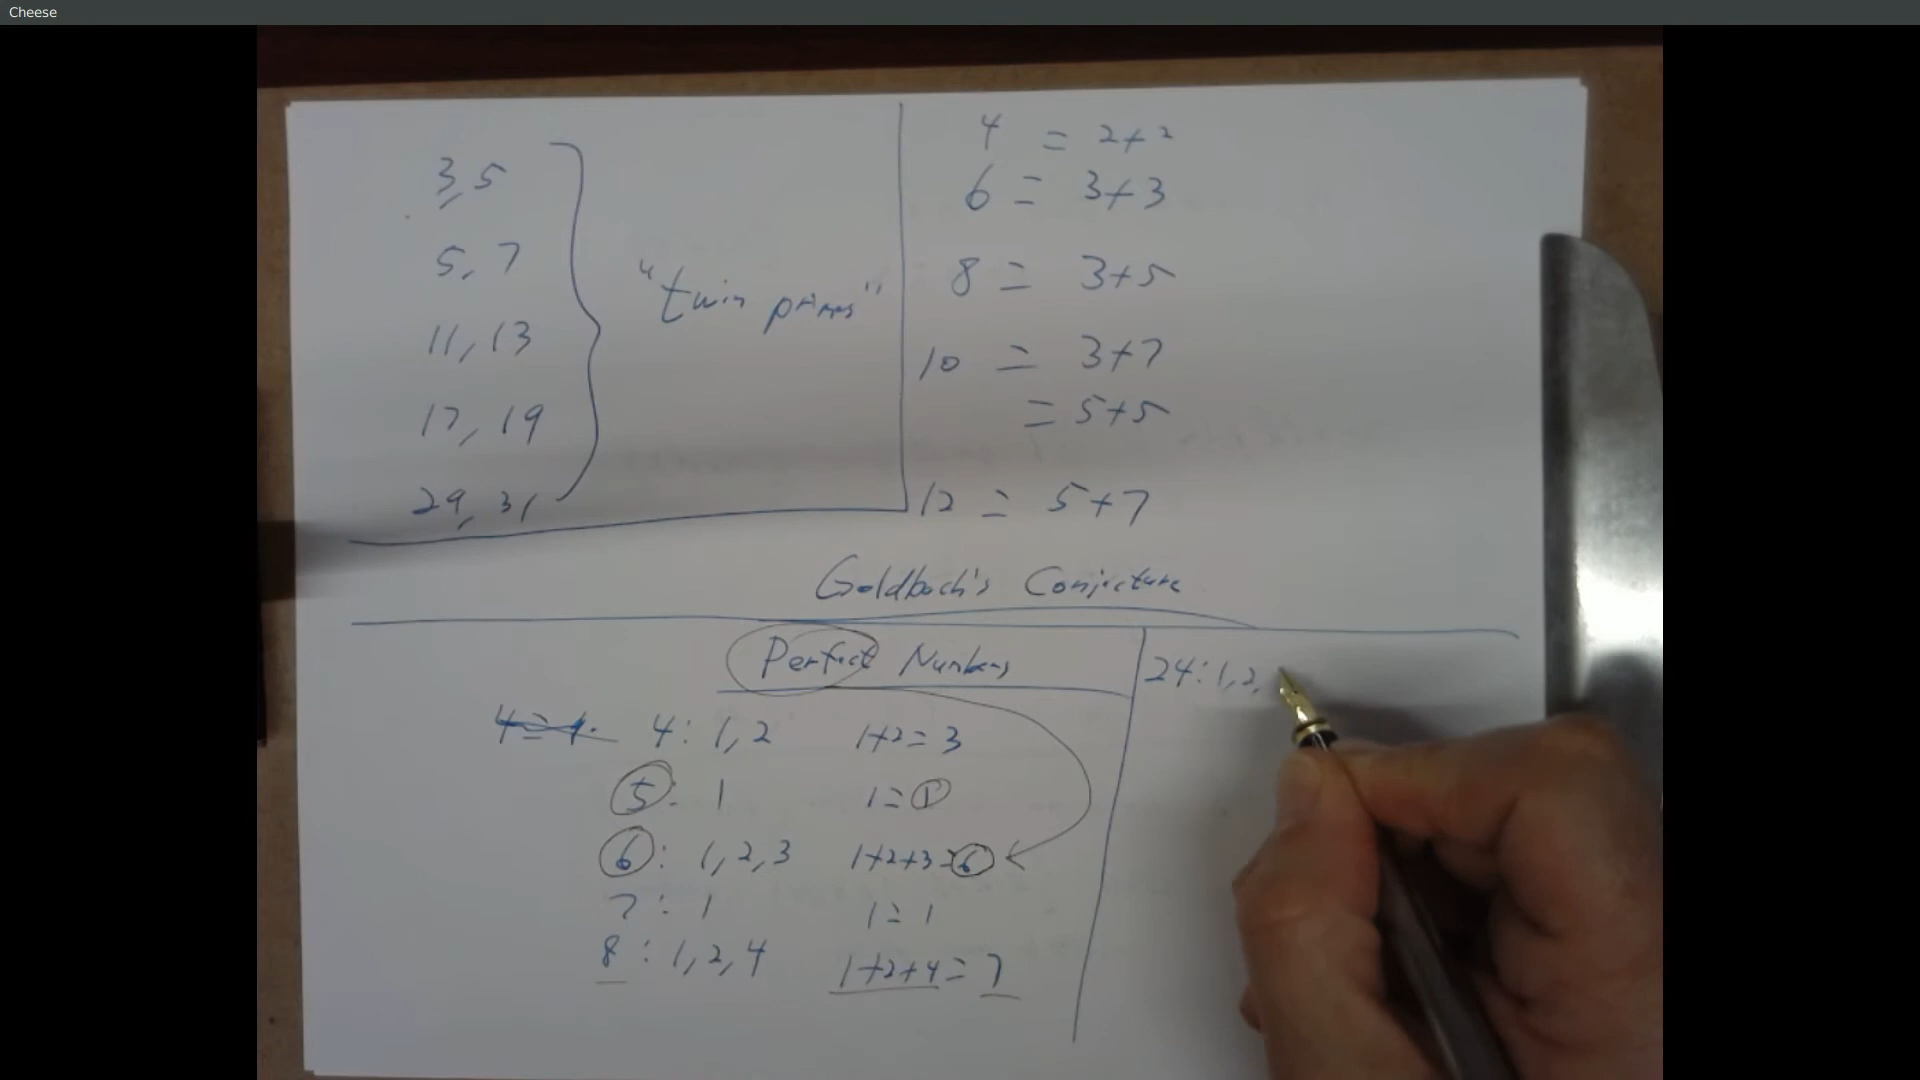 Cheese
3, 5
5, 7
11, 13
17, 19
29, 31
"twin primes"
4 = 2+2
6 = 3+3
8 = 3+5
10 = 3+7
= 5+5
12 = 5+7
Goldbach's Conjecture
Perfect Numbers
4 = 1.   4: 1, 2   1+2 = 3
5: 1   1 = 1
6: 1, 2, 3   1+2+3 = 6
7: 1   1 = 1
8: 1, 2, 4   1+2+4 = 7
24: 1, 2,